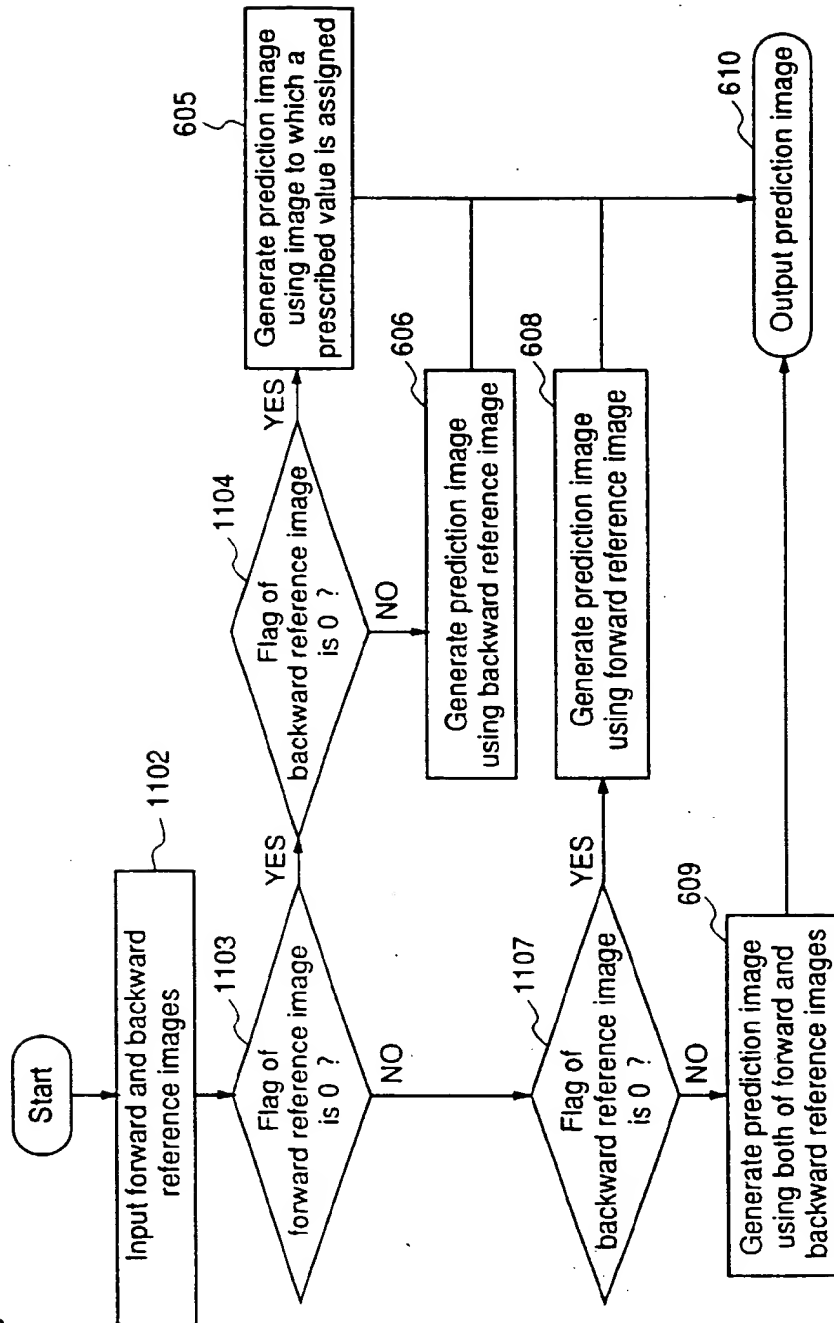 Start
Input forward and backward
reference images
1102
1103
Flag of
forward reference image
is 0 ?
YES
NO
1104
Flag of
backward reference image
is 0 ?
YES
NO
605
Generate prediction image
using image to which a
prescribed value is assigned
606
Generate prediction image
using backward reference image
1107
Flag of
backward reference image
is 0 ?
YES
NO
608
Generate prediction image
using forward reference image
609
Generate prediction image
using both of forward and
backward reference images
610
Output prediction image